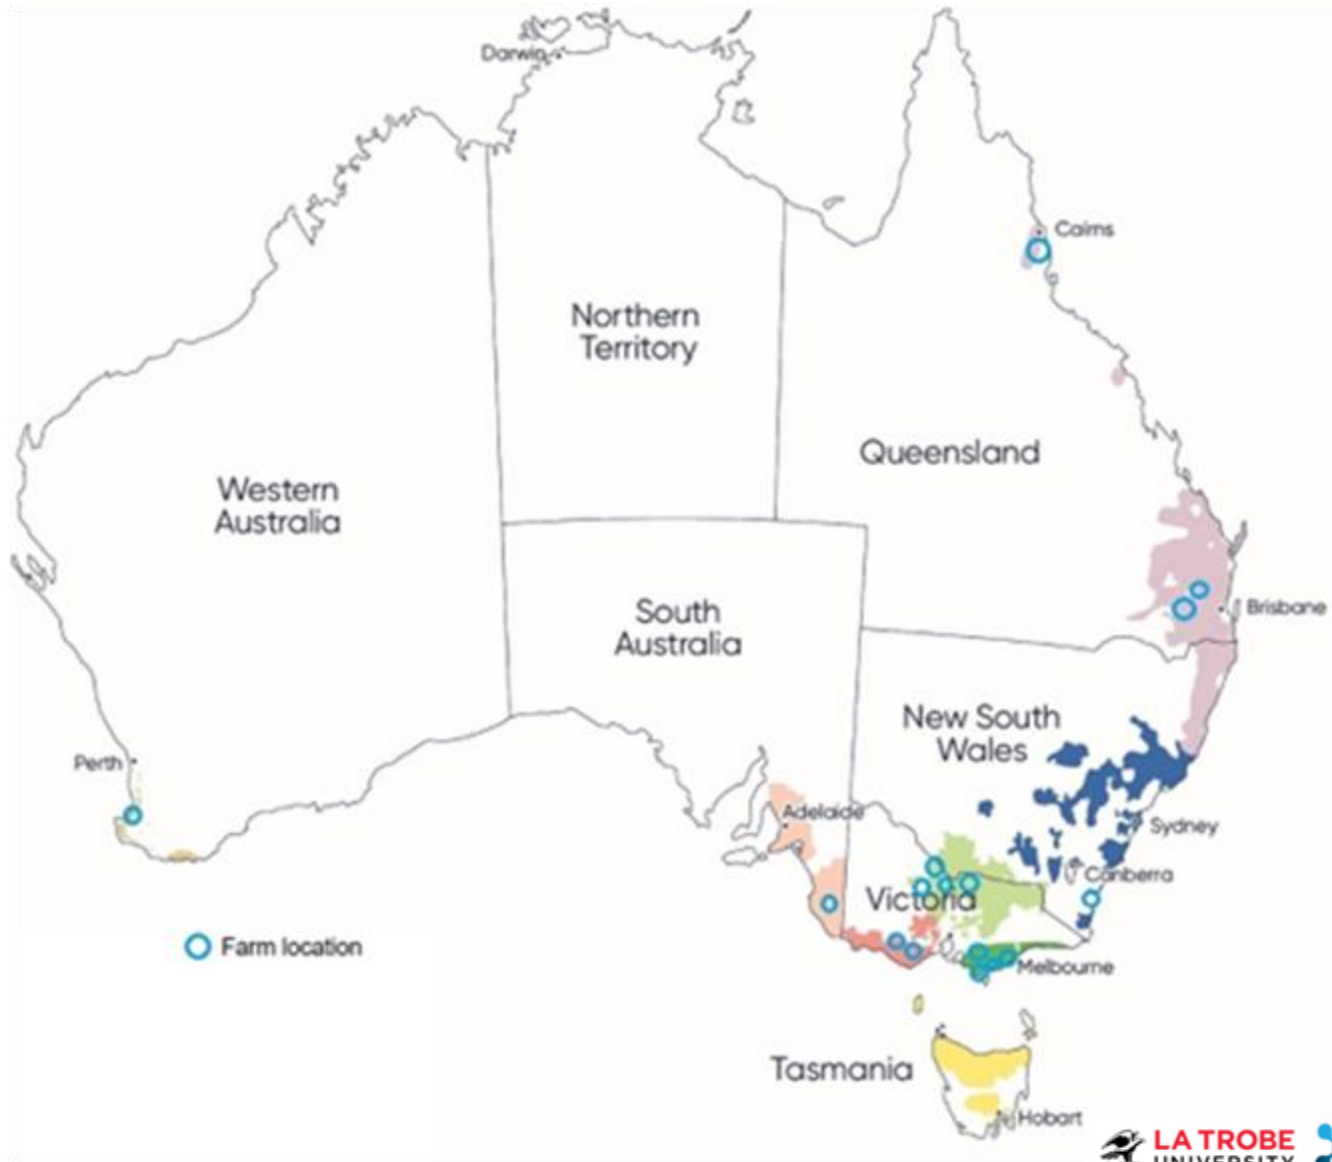 Darwin
Cairns
Northern
Territory
Queensland
Western
Australia
South
Australia
Brisbane
New South
Wales
Perth
Adelaide
Sydney
Canberra
Victoria
Farm location
Melbourne
Tasmania
Hobart
LA TROBE
UNIVERSITY